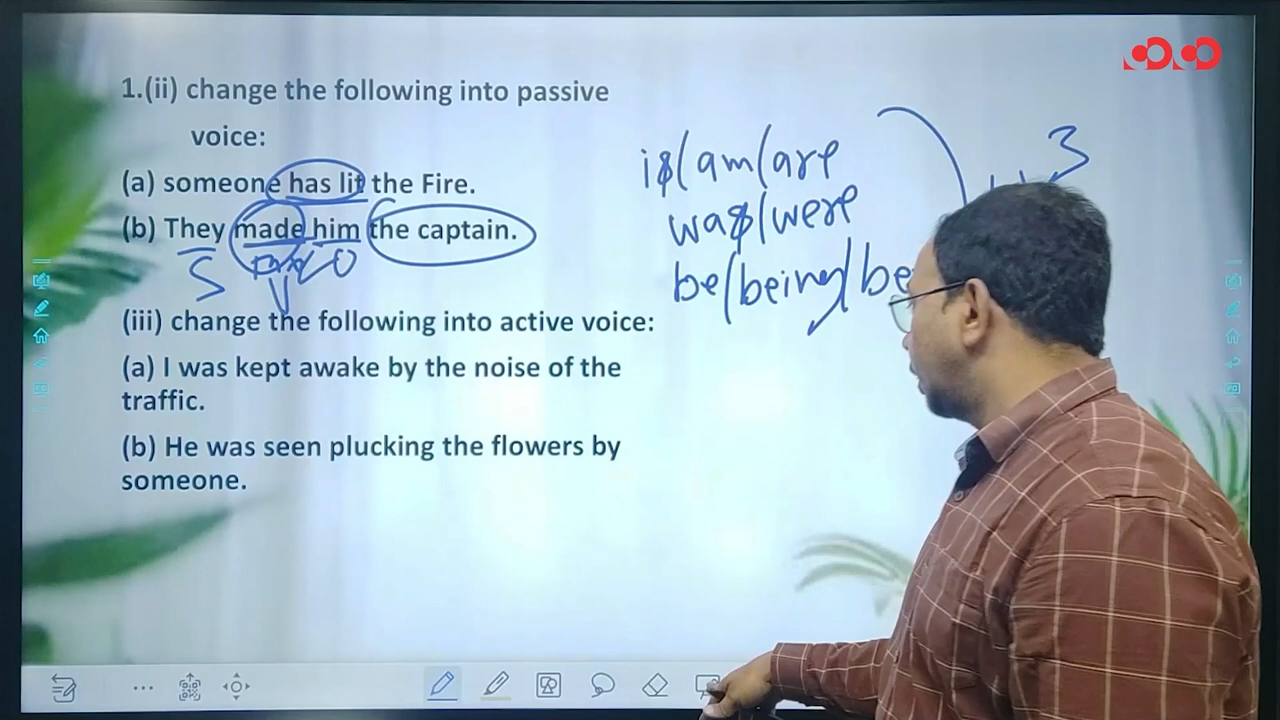 1.(ii) change the following into passive
voice:
(a) someone has lit the Fire.
(b) They made him the captain.
S V O
(iii) change the following into active voice:
(a) I was kept awake by the noise of the
traffic.
(b) He was seen plucking the flowers by
someone.
is/am/are
was/were
be/being/be
3